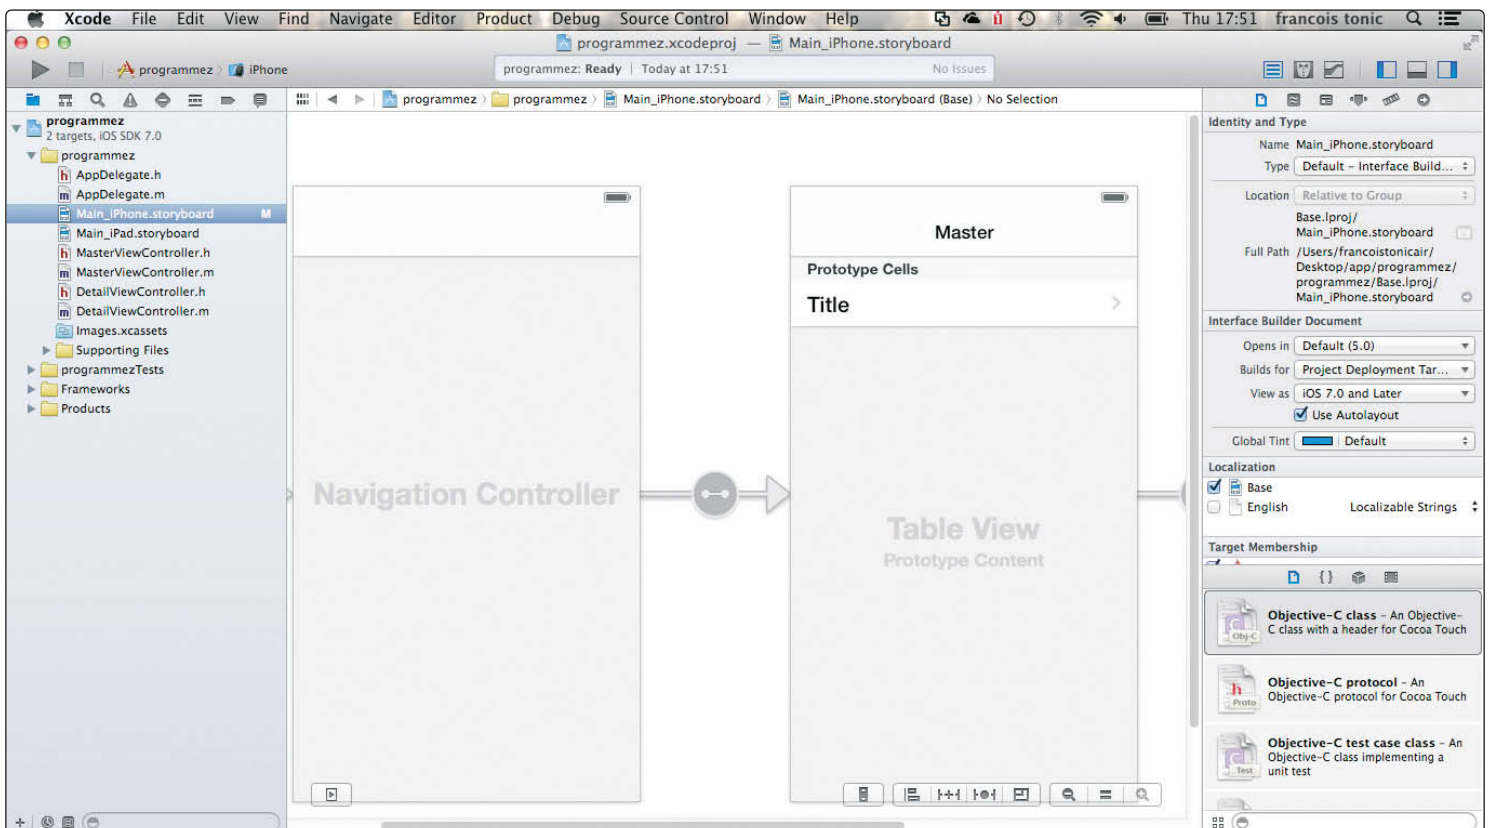 Xcode File Edit View Find Navigate Editor Product Debug Source Control Window Help Thu 17:51 francois tonic
programmez.xcodeproj — Main_iPhone.storyboard
programmez iPhone
programmez: Ready | Today at 17:51 No Issues
programmez programmez Main_iPhone.storyboard Main_iPhone.storyboard (Base) No Selection
programmez
2 targets, iOS SDK 7.0
programmez
h AppDelegate.h
m AppDelegate.m
Main_iPhone.storyboard M
Main_iPad.storyboard
h MasterViewController.h
m MasterViewController.m
h DetailViewController.h
m DetailViewController.m
Images.xcassets
Supporting Files
programmezTests
Frameworks
Products
Navigation Controller
Master
Prototype Cells
Title
Table View
Prototype Content
Identity and Type
Name Main_iPhone.storyboard
Type Default – Interface Build...
Location Relative to Group
Base.lproj/
Main_iPhone.storyboard
Full Path /Users/francoistonicair/
Desktop/app/programmez/
programmez/Base.lproj/
Main_iPhone.storyboard
Interface Builder Document
Opens in Default (5.0)
Builds for Project Deployment Tar...
View as iOS 7.0 and Later
Use Autolayout
Global Tint Default
Localization
Base
English Localizable Strings
Target Membership
{}
Obj-C
Objective-C class – An Objective-
C class with a header for Cocoa Touch
h
Proto
Objective-C protocol – An
Objective-C protocol for Cocoa Touch
Test
Objective-C test case class – An
Objective-C class implementing a
unit test